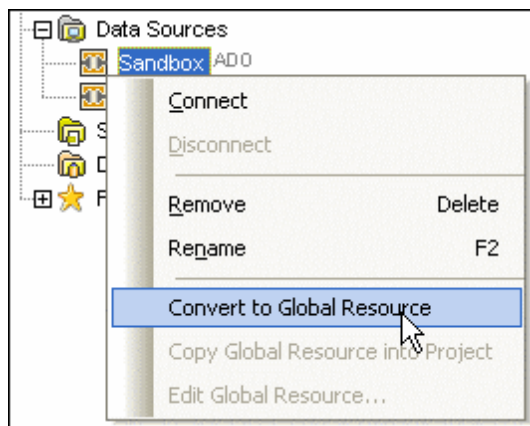 Data Sources
Sandbox ADO
Connect
S
Disconnect
D
F
Remove Delete
Rename F2
Convert to Global Resource
Copy Global Resource into Project
Edit Global Resource...